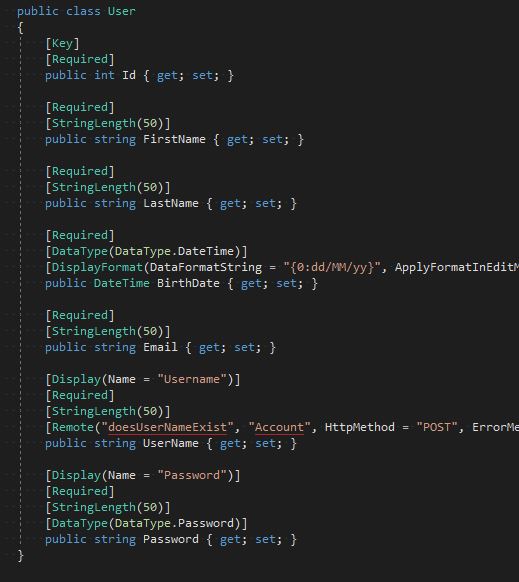 public class User
{
[Key]
[Required]
public int Id { get; set; }
[Required]
[StringLength(50)]
public string FirstName { get; set; }
[Required]
[StringLength(50)]
public string LastName { get; set; }
[Required]
[DataType(DataType.DateTime)]
[DisplayFormat(DataFormatString = "{0:dd/MM/yy}", ApplyFormatInEditM
public DateTime BirthDate { get; set; }
[Required]
[StringLength(50)]
public string Email { get; set; }
[Display(Name = "Username")]
[Required]
[StringLength(50)]
[Remote("doesUserNameExist", "Account", HttpMethod = "POST", ErrorMe
public string UserName { get; set; }
[Display(Name = "Password")]
[Required]
[StringLength(50)]
[DataType(DataType.Password)]
public string Password { get; set; }
}